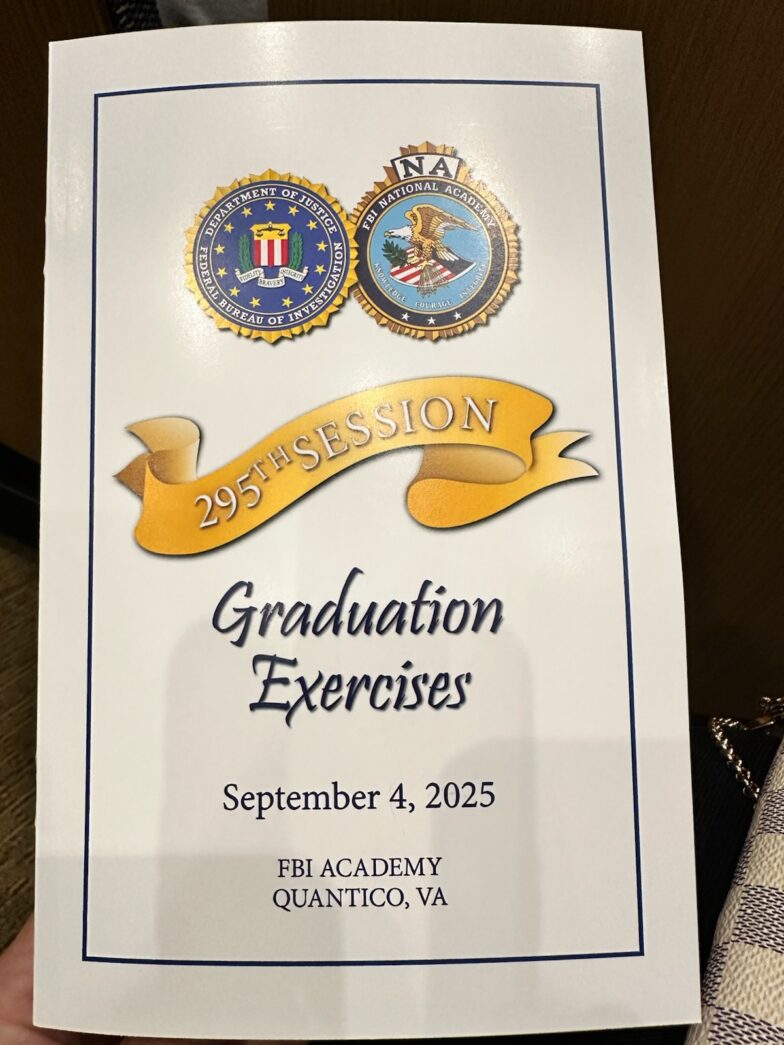 DEPARTMENT OF JUSTICE
FEDERAL BUREAU OF INVESTIGATION
FIDELITY BRAVERY INTEGRITY
NA
FBI NATIONAL ACADEMY
KNOWLEDGE COURAGE INTEGRITY
295TH SESSION
Graduation
Exercises
September 4, 2025
FBI ACADEMY
QUANTICO, VA